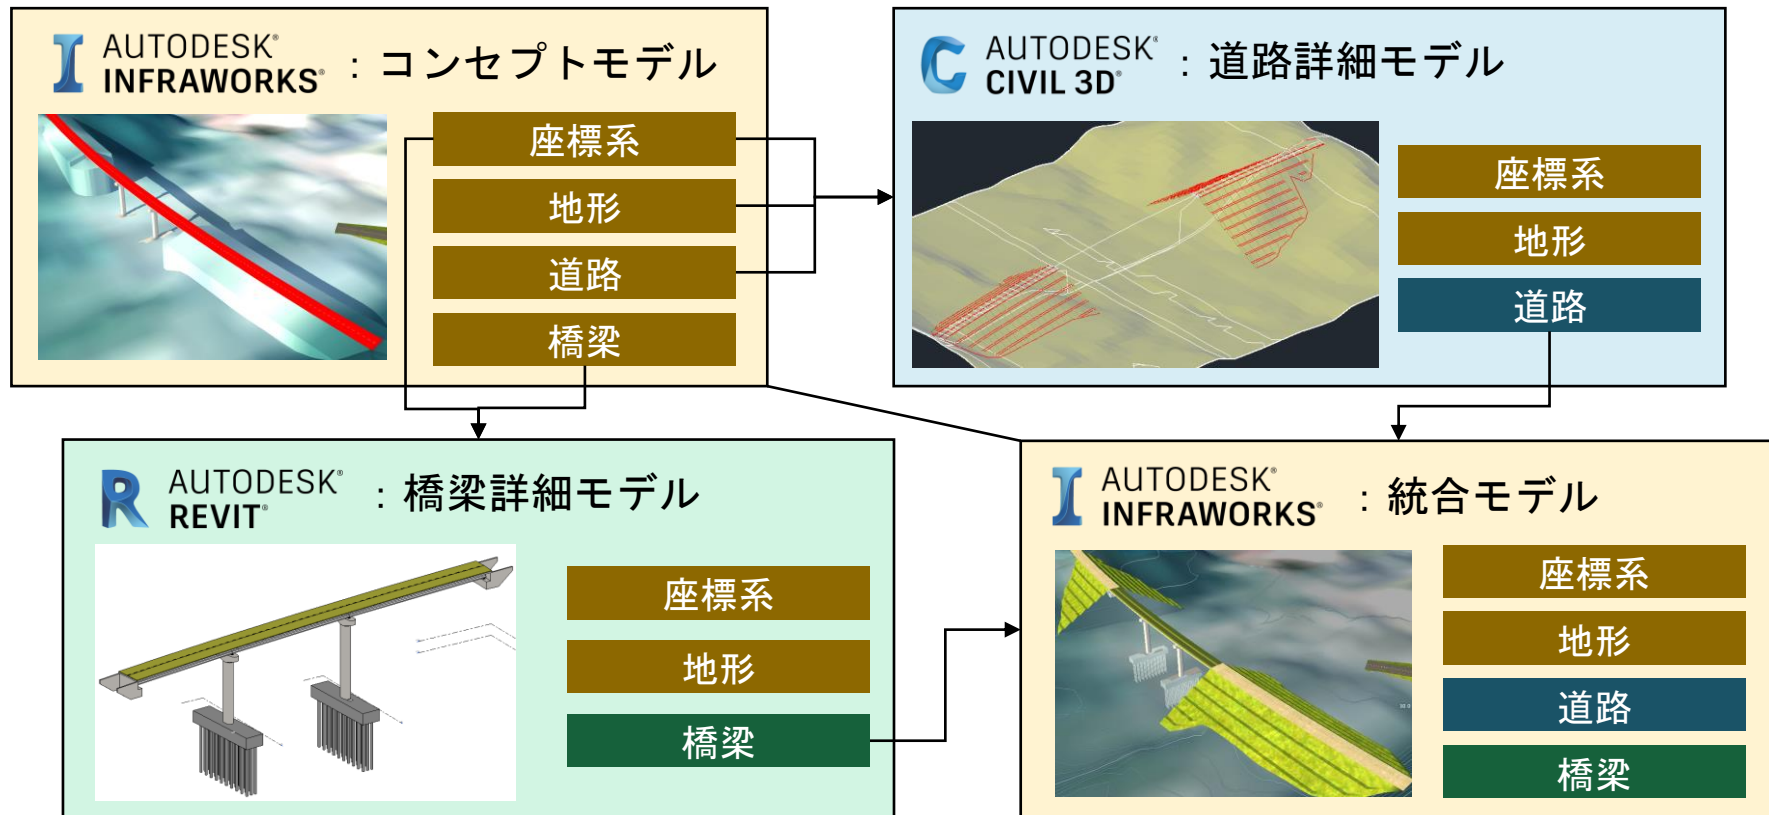 AUTODESK®
INFRAWORKS®
：コンセプトモデル
座標系
地形
道路
橋梁
AUTODESK®
CIVIL 3D®
：道路詳細モデル
座標系
地形
道路
AUTODESK®
REVIT®
：橋梁詳細モデル
座標系
地形
橋梁
AUTODESK®
INFRAWORKS®
：統合モデル
座標系
地形
道路
橋梁